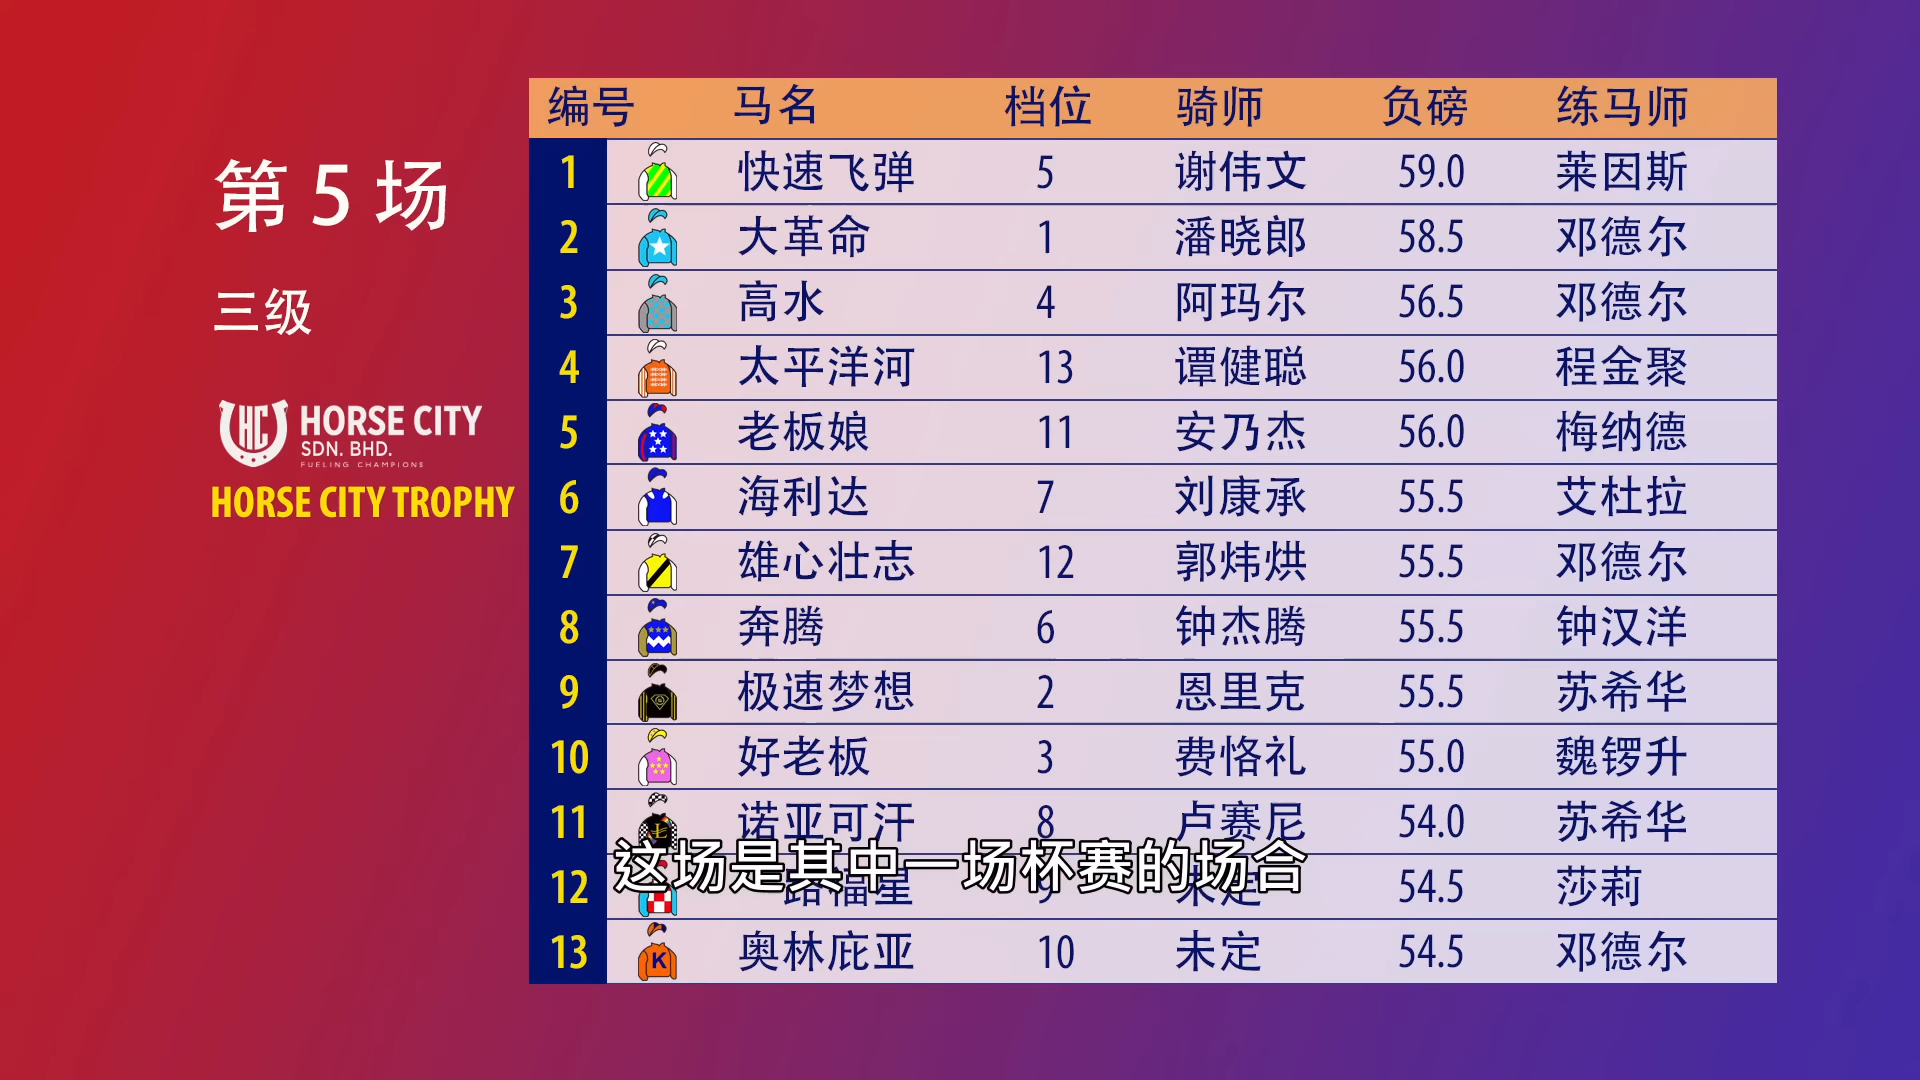 第 5 场
三级
HC
HORSE CITY
SDN. BHD.
FUELING CHAMPIONS
HORSE CITY TROPHY
编号 马名 档位 骑师 负磅 练马师
1 快速飞弹 5 谢伟文 59.0 莱因斯
2 大革命 1 潘晓郎 58.5 邓德尔
3 高水 4 阿玛尔 56.5 邓德尔
4 太平洋河 13 谭健聪 56.0 程金聚
5 老板娘 11 安乃杰 56.0 梅纳德
6 海利达 7 刘康承 55.5 艾杜拉
7 雄心壮志 12 郭炜烘 55.5 邓德尔
8 奔腾 6 钟杰腾 55.5 钟汉洋
9 极速梦想 2 恩里克 55.5 苏希华
10 好老板 3 费恪礼 55.0 魏锣升
11 诺亚可汗 8 卢赛尼 54.0 苏希华
这场是其中一场杯赛的场合
12 路福星 9 未定 54.5 莎莉
13 奥林庇亚 10 未定 54.5 邓德尔
K